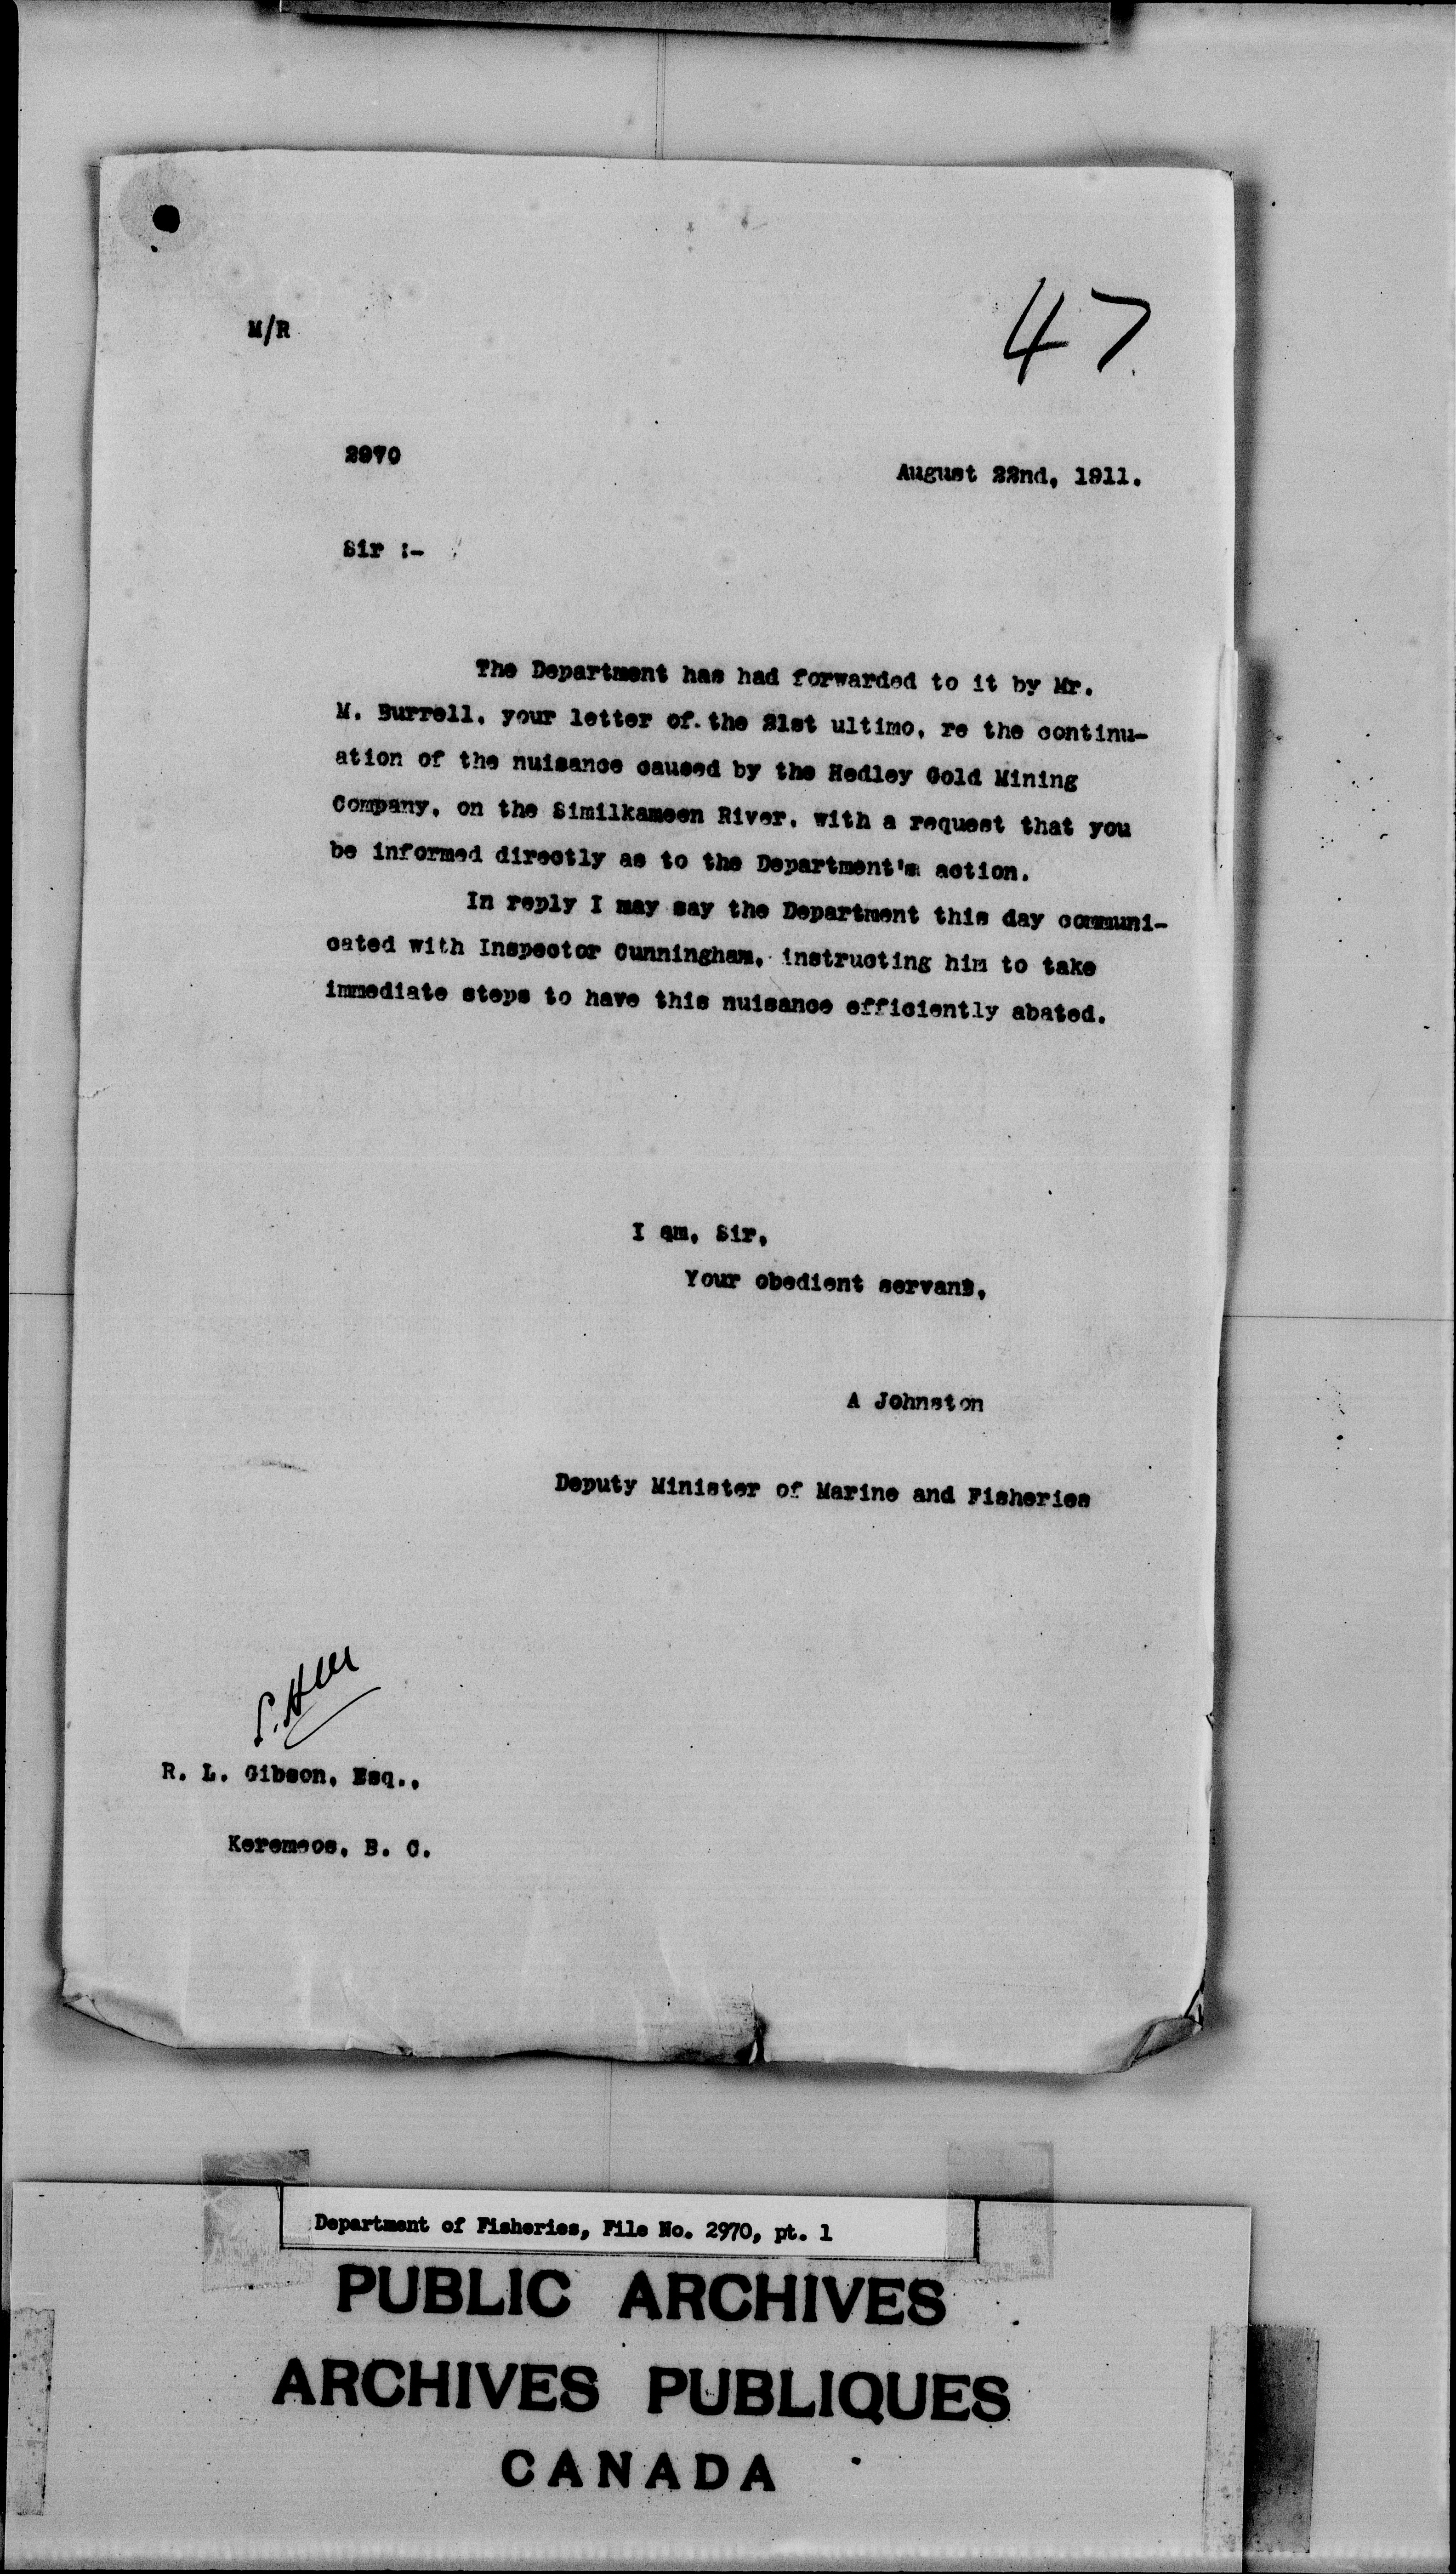 M/R
47
2970
August 22nd, 1911.
Sir :-
The Department has had forwarded to it by Mr.
M. Burrell, your letter of the 21st ultimo, re the continu-
ation of the nuisance caused by the Hedley Gold Mining
Company, on the Similkameen River, with a request that you
be informed directly as to the Department's action.
In reply I may say the Department this day communi-
cated with Inspector Cunningham, instructing him to take
immediate steps to have this nuisance efficiently abated.
I am, Sir,
Your obedient servant,
A Johnston
Deputy Minister of Marine and Fisheries
R. L. Gibson, Esq.,
Keremeos, B. C.
Department of Fisheries, File No. 2970, pt. 1
PUBLIC ARCHIVES
ARCHIVES PUBLIQUES
CANADA